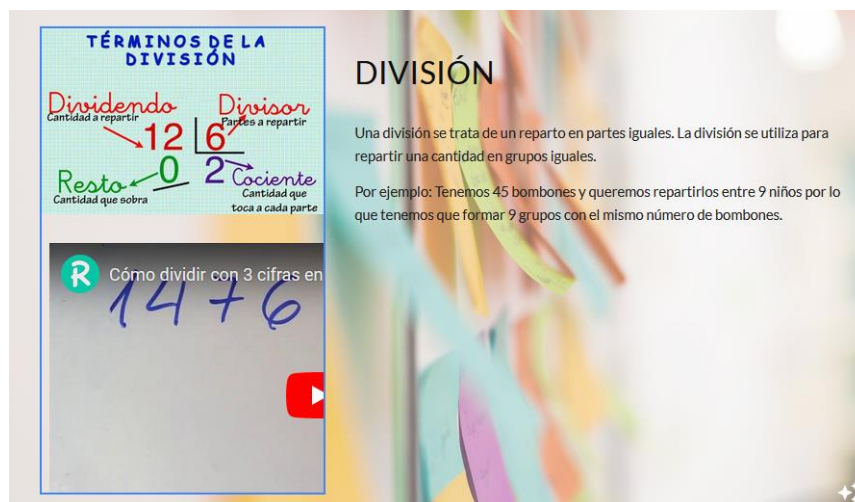 TÉRMINOS DE LA
DIVISIÓN
Dividendo
Cantidad a repartir
Divisor
Partes a repartir
12 6
Resto
Cantidad que sobra
0 2
Cociente
Cantidad que
toca a cada parte
Cómo dividir con 3 cifras en
1476
DIVISIÓN
Una división se trata de un reparto en partes iguales. La división se utiliza para
repartir una cantidad en grupos iguales.
Por ejemplo: Tenemos 45 bombones y queremos repartirlos entre 9 niños por lo
que tenemos que formar 9 grupos con el mismo número de bombones.